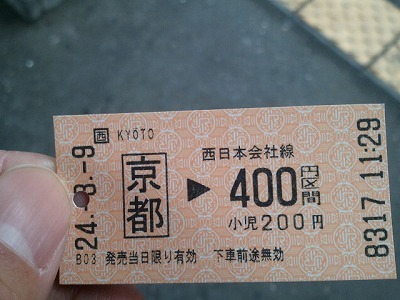 西 KYŌTO
24.-8.-9
京都
西日本会社線
▶ 400円区間
小児200円
8317 11:29
B03 発売当日限り有効 下車前途無効